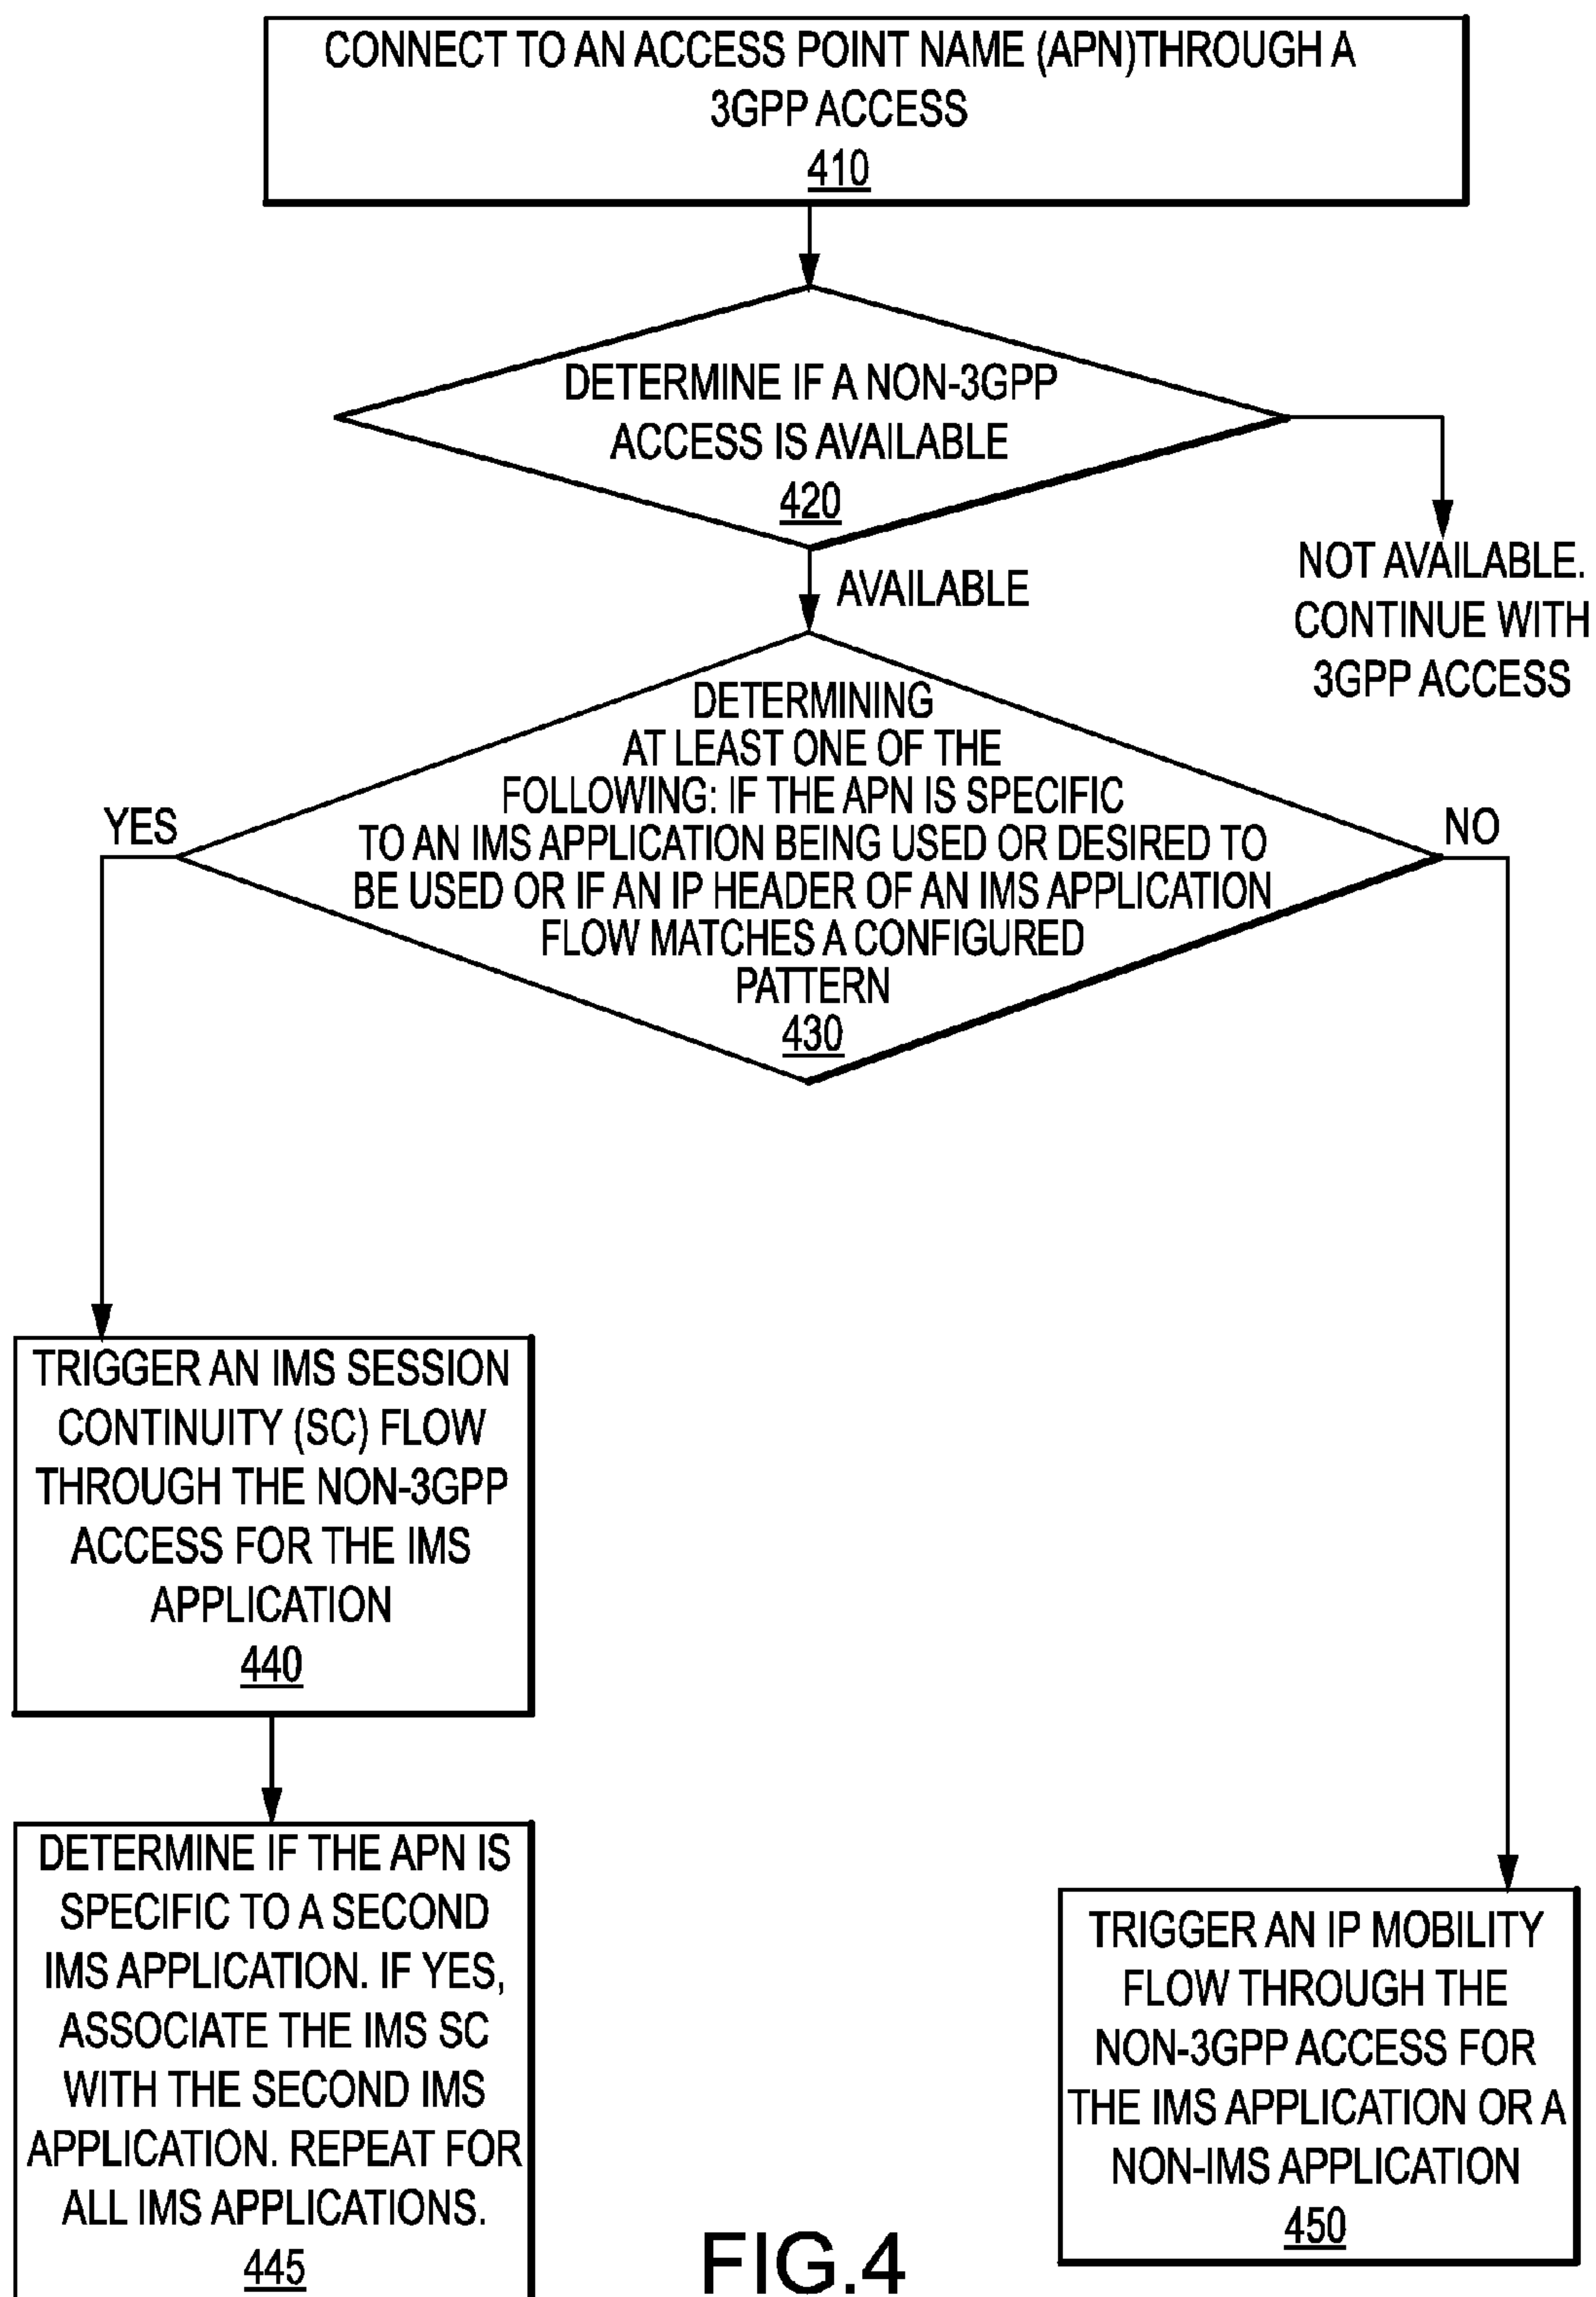 CONNECT TO AN ACCESS POINT NAME (APN)THROUGH A
3GPP ACCESS
410
DETERMINE IF A NON-3GPP
ACCESS IS AVAILABLE
420
AVAILABLE
NOT AVAILABLE.
CONTINUE WITH
3GPP ACCESS
DETERMINING
AT LEAST ONE OF THE
FOLLOWING: IF THE APN IS SPECIFIC
TO AN IMS APPLICATION BEING USED OR DESIRED TO
BE USED OR IF AN IP HEADER OF AN IMS APPLICATION
FLOW MATCHES A CONFIGURED
PATTERN
430
YES
NO
TRIGGER AN IMS SESSION
CONTINUITY (SC) FLOW
THROUGH THE NON-3GPP
ACCESS FOR THE IMS
APPLICATION
440
DETERMINE IF THE APN IS
SPECIFIC TO A SECOND
IMS APPLICATION. IF YES,
ASSOCIATE THE IMS SC
WITH THE SECOND IMS
APPLICATION. REPEAT FOR
ALL IMS APPLICATIONS.
445
TRIGGER AN IP MOBILITY
FLOW THROUGH THE
NON-3GPP ACCESS FOR
THE IMS APPLICATION OR A
NON-IMS APPLICATION
450
FIG.4